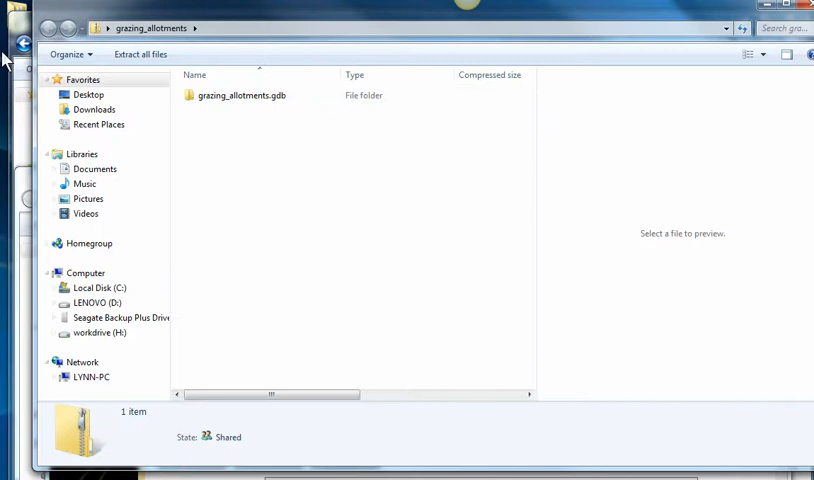 grazing_allotments
Search gra...
Organize
Extract all files
Name
Type
Compressed size
grazing_allotments.gdb
File folder
Favorites
Desktop
Downloads
Recent Places
Libraries
Documents
Music
Pictures
Videos
Homegroup
Computer
Local Disk (C:)
LENOVO (D:)
Seagate Backup Plus Drive
workdrive (H:)
Network
LYNN-PC
Select a file to preview.
1 item
State: Shared